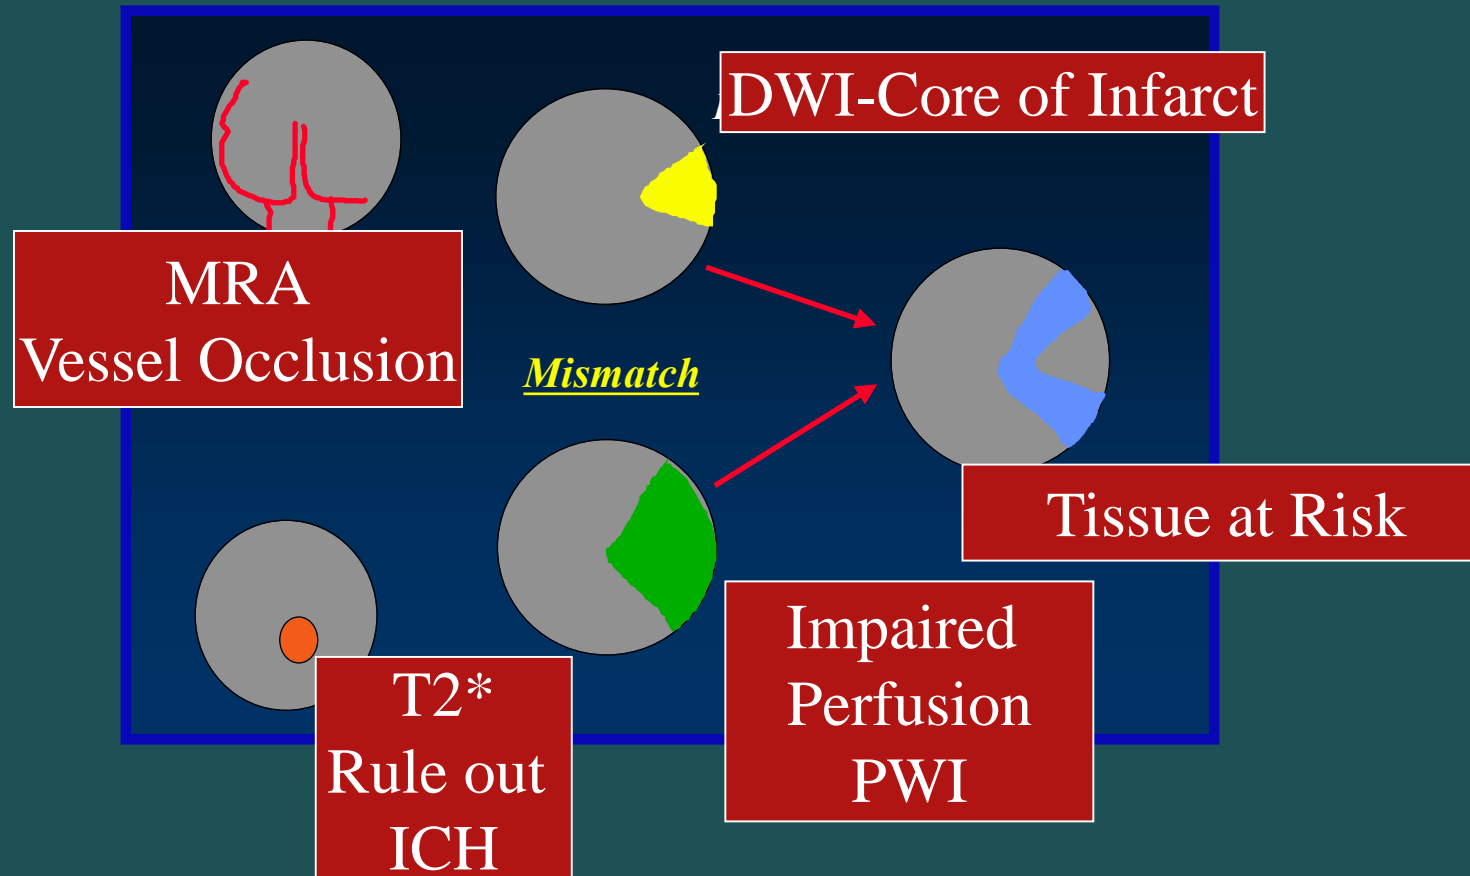 DWI-Core of Infarct
MRA
Vessel Occlusion
Mismatch
Tissue at Risk
Impaired
Perfusion
PWI
T2*
Rule out
ICH